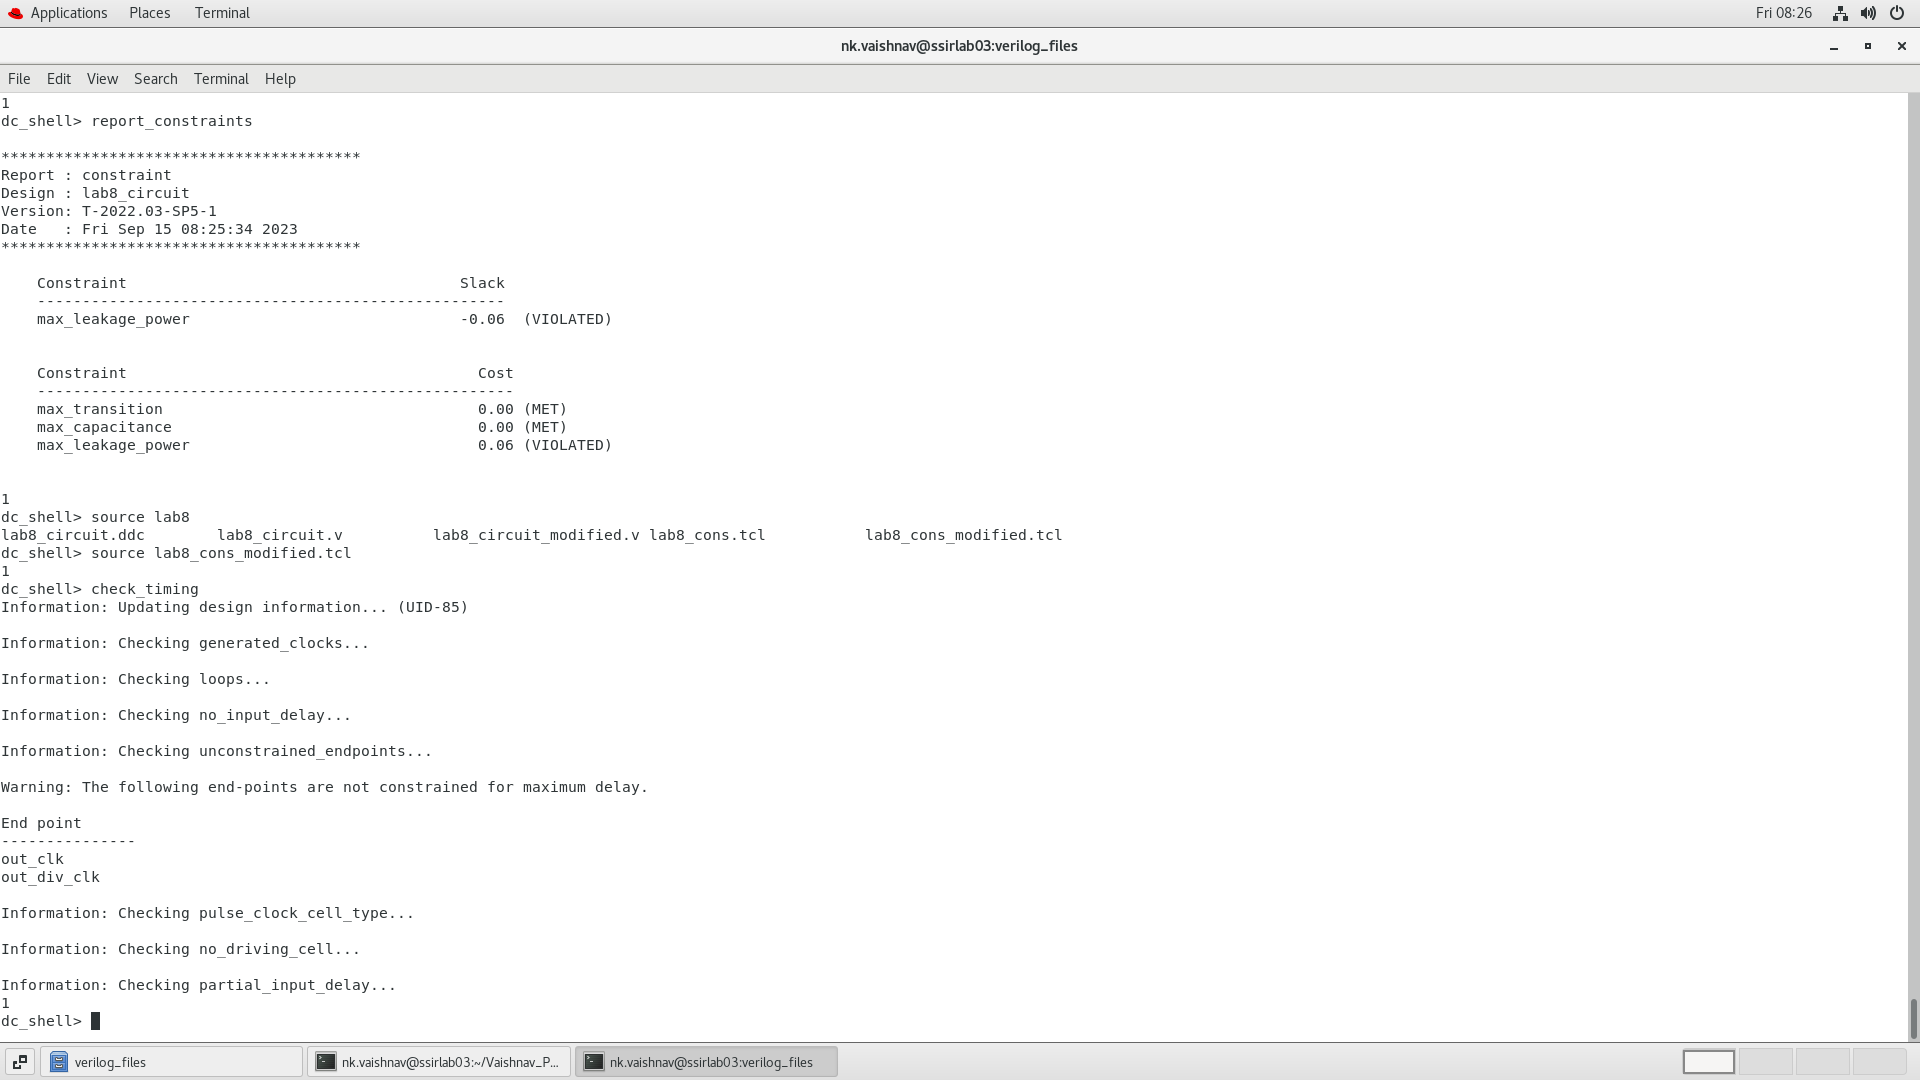 Applications Places Terminal Fri 08:26
nk.vaishnav@ssirlab03:verilog_files
File Edit View Search Terminal Help
1
dc_shell> report_constraints
****************************************
Report : constraint
Design : lab8_circuit
Version: T-2022.03-SP5-1
Date   : Fri Sep 15 08:25:34 2023
****************************************
    Constraint                                     Slack
    ----------------------------------------------------
    max_leakage_power                              -0.06  (VIOLATED)
    Constraint                                       Cost
    -----------------------------------------------------
    max_transition                                   0.00 (MET)
    max_capacitance                                  0.00 (MET)
    max_leakage_power                                0.06 (VIOLATED)
1
dc_shell> source lab8
lab8_circuit.ddc        lab8_circuit.v          lab8_circuit_modified.v lab8_cons.tcl           lab8_cons_modified.tcl
dc_shell> source lab8_cons_modified.tcl
1
dc_shell> check_timing
Information: Updating design information... (UID-85)
Information: Checking generated_clocks...
Information: Checking loops...
Information: Checking no_input_delay...
Information: Checking unconstrained_endpoints...
Warning: The following end-points are not constrained for maximum delay.
End point
---------------
out_clk
out_div_clk
Information: Checking pulse_clock_cell_type...
Information: Checking no_driving_cell...
Information: Checking partial_input_delay...
1
dc_shell>
verilog_files nk.vaishnav@ssirlab03:~/Vaishnav_P... nk.vaishnav@ssirlab03:verilog_files